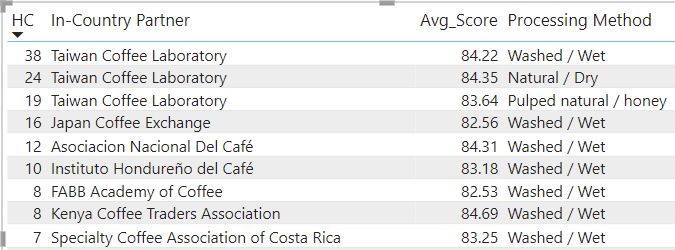 HC In-Country Partner Avg_Score Processing Method
38 Taiwan Coffee Laboratory 84.22 Washed / Wet
24 Taiwan Coffee Laboratory 84.35 Natural / Dry
19 Taiwan Coffee Laboratory 83.64 Pulped natural / honey
16 Japan Coffee Exchange 82.56 Washed / Wet
12 Asociacion Nacional Del Café 84.31 Washed / Wet
10 Instituto Hondureño del Café 83.18 Washed / Wet
8 FABB Academy of Coffee 82.53 Washed / Wet
8 Kenya Coffee Traders Association 84.69 Washed / Wet
7 Specialty Coffee Association of Costa Rica 83.25 Washed / Wet